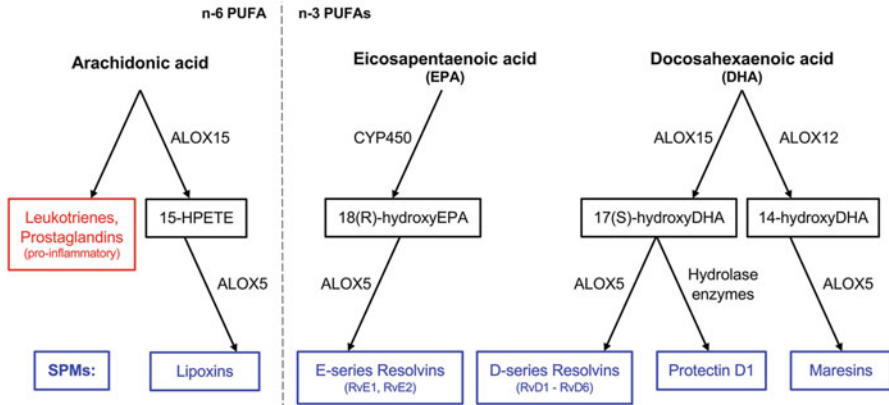 n-6 PUFA
n-3 PUFAs
Arachidonic acid
Eicosapentaenoic acid
(EPA)
Docosahexaenoic acid
(DHA)
ALOX15
CYP450
ALOX15
ALOX12
Leukotrienes,
Prostaglandins
(pro-inflammatory)
15-HPETE
18(R)-hydroxyEPA
17(S)-hydroxyDHA
14-hydroxyDHA
ALOX5
ALOX5
ALOX5
Hydrolase
enzymes
ALOX5
SPMs:
Lipoxins
E-series Resolvins
(RvE1, RvE2)
D-series Resolvins
(RvD1 - RvD6)
Protectin D1
Maresins